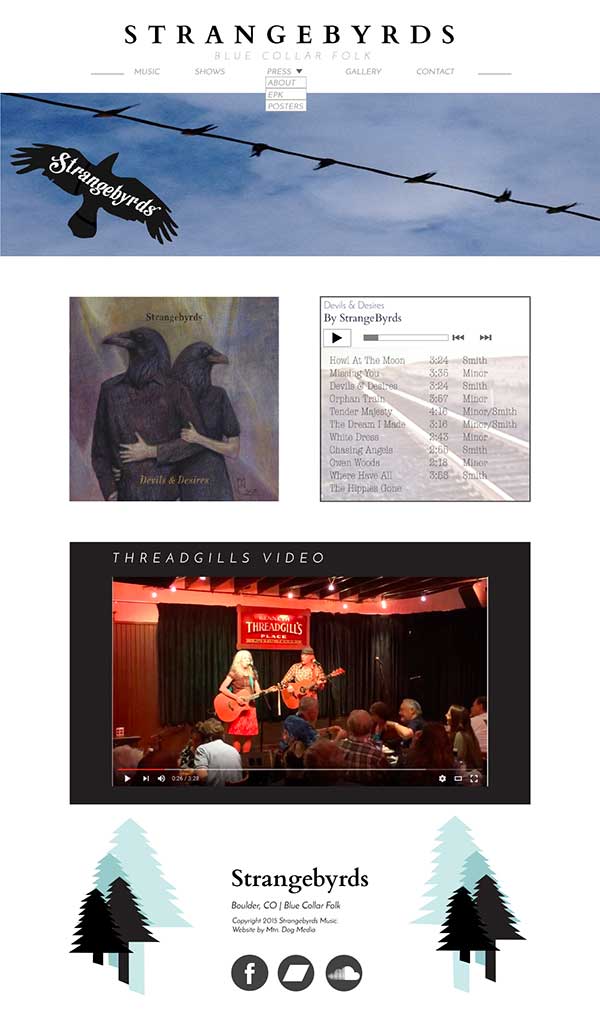 STRANGEBYRDS
BLUE COLLAR FOLK
MUSIC SHOWS PRESS GALLERY CONTACT
ABOUT
EPK
POSTERS
Strangebyrds
Strangebyrds
Devils & Desires
Devils & Desires
By StrangeByrds
Howl At The Moon 3:24 Smith
Missing You 3:35 Minor
Devils & Desires 3:24 Smith
Orphan Train 3:57 Minor
Tender Majesty 4:16 Minor/Smith
The Dream I Made 3:16 Minor/Smith
White Dress 2:43 Minor
Chasing Angels 2:55 Smith
Owen Woods 2:18 Minor
Where Have All 3:55 Smith
The Hippies Gone
THREADGILLS VIDEO
THREADGILL'S
PLACE
0:26 / 3:28
Strangebyrds
Boulder, CO | Blue Collar Folk
Copyright 2015 Strangebyrds Music.
Website by Mtn. Dog Media